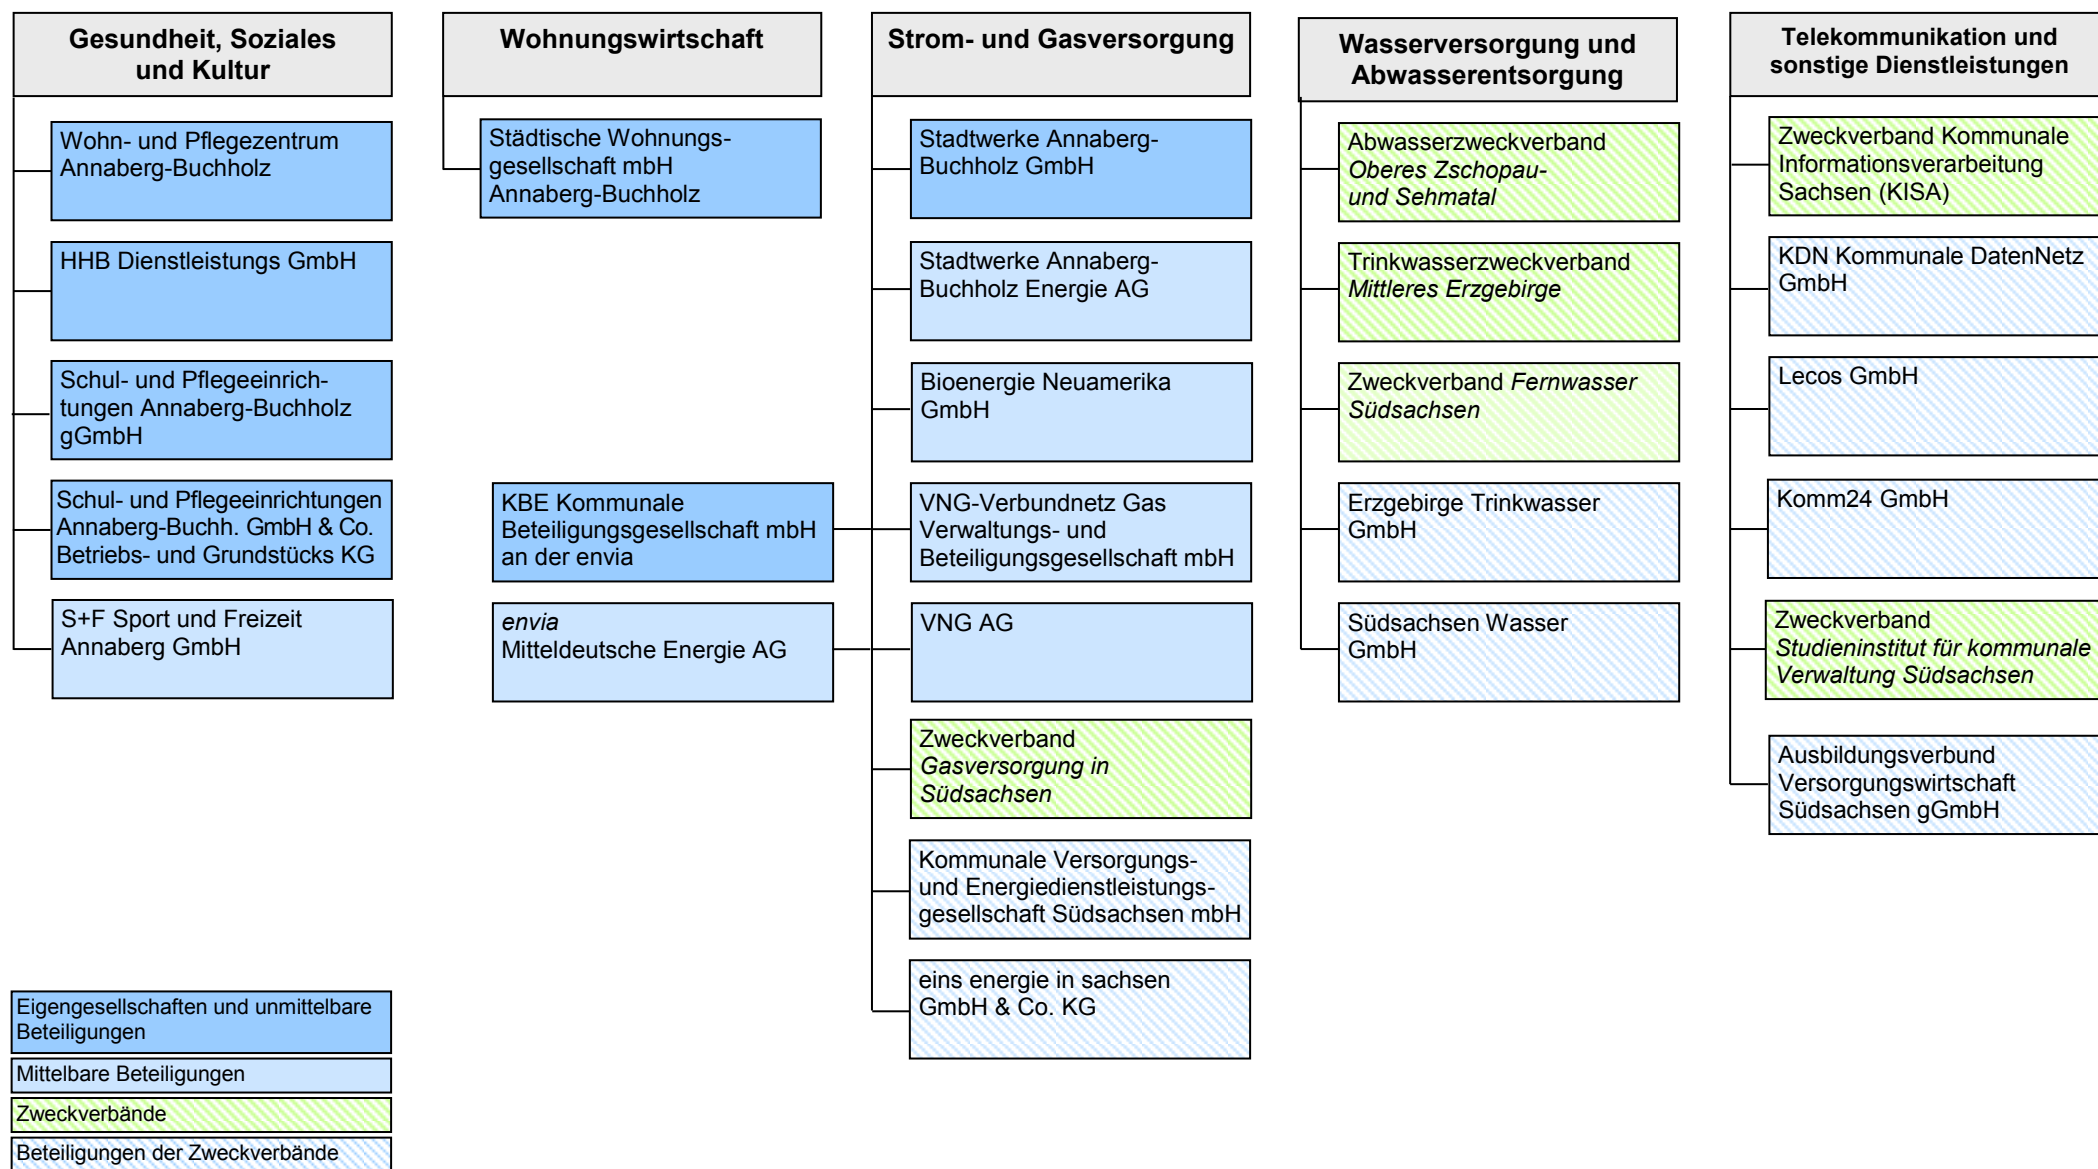 Gesundheit, Soziales
und Kultur
Wohn- und Pflegezentrum
Annaberg-Buchholz
HHB Dienstleistungs GmbH
Schul- und Pflegeeinrich-
tungen Annaberg-Buchholz
gGmbH
Schul- und Pflegeeinrichtungen
Annaberg-Buchh. GmbH & Co.
Betriebs- und Grundstücks KG
S+F Sport und Freizeit
Annaberg GmbH
Wohnungswirtschaft
Städtische Wohnungs-
gesellschaft mbH
Annaberg-Buchholz
KBE Kommunale
Beteiligungsgesellschaft mbH
an der envia
envia
Mitteldeutsche Energie AG
Strom- und Gasversorgung
Stadtwerke Annaberg-
Buchholz GmbH
Stadtwerke Annaberg-
Buchholz Energie AG
Bioenergie Neuamerika
GmbH
VNG-Verbundnetz Gas
Verwaltungs- und
Beteiligungsgesellschaft mbH
VNG AG
Zweckverband
Gasversorgung in
Südsachsen
Kommunale Versorgungs-
und Energiedienstleistungs-
gesellschaft Südsachsen mbH
eins energie in sachsen
GmbH & Co. KG
Wasserversorgung und
Abwasserentsorgung
Abwasserzweckverband
Oberes Zschopau-
und Sehmatal
Trinkwasserzweckverband
Mittleres Erzgebirge
Zweckverband Fernwasser
Südsachsen
Erzgebirge Trinkwasser
GmbH
Südsachsen Wasser
GmbH
Telekommunikation und
sonstige Dienstleistungen
Zweckverband Kommunale
Informationsverarbeitung
Sachsen (KISA)
KDN Kommunale DatenNetz
GmbH
Lecos GmbH
Komm24 GmbH
Zweckverband
Studieninstitut für kommunale
Verwaltung Südsachsen
Ausbildungsverbund
Versorgungswirtschaft
Südsachsen gGmbH
Eigengesellschaften und unmittelbare
Beteiligungen
Mittelbare Beteiligungen
Zweckverbände
Beteiligungen der Zweckverbände